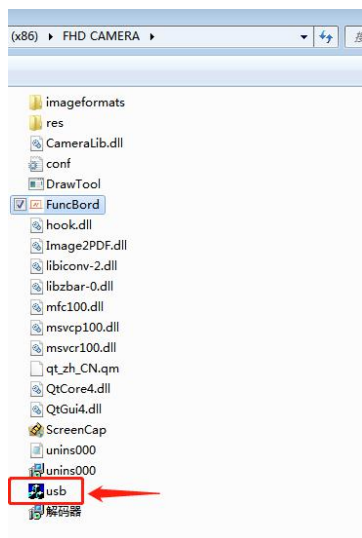 (x86) ▸ FHD CAMERA ▸
imageformats
res
CameraLib.dll
conf
DrawTool
FuncBord
hook.dll
Image2PDF.dll
libiconv-2.dll
libzbar-0.dll
mfc100.dll
msvcp100.dll
msvcr100.dll
qt_zh_CN.qm
QtCore4.dll
QtGui4.dll
ScreenCap
unins000
unins000
usb
解码器